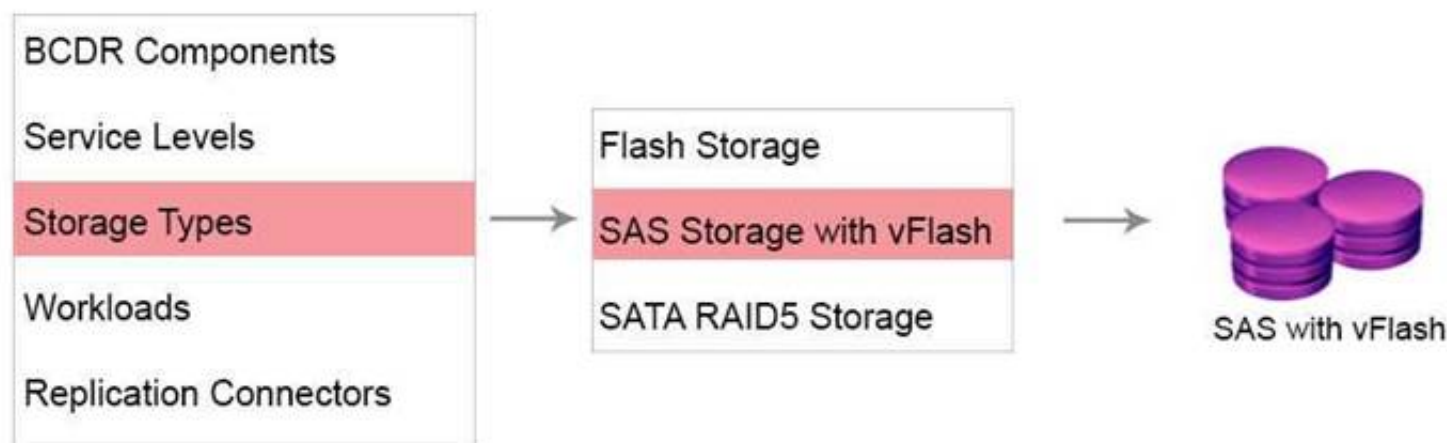 BCDR Components
Service Levels
Storage Types
Workloads
Replication Connectors
Flash Storage
SAS Storage with vFlash
SATA RAID5 Storage
SAS with vFlash